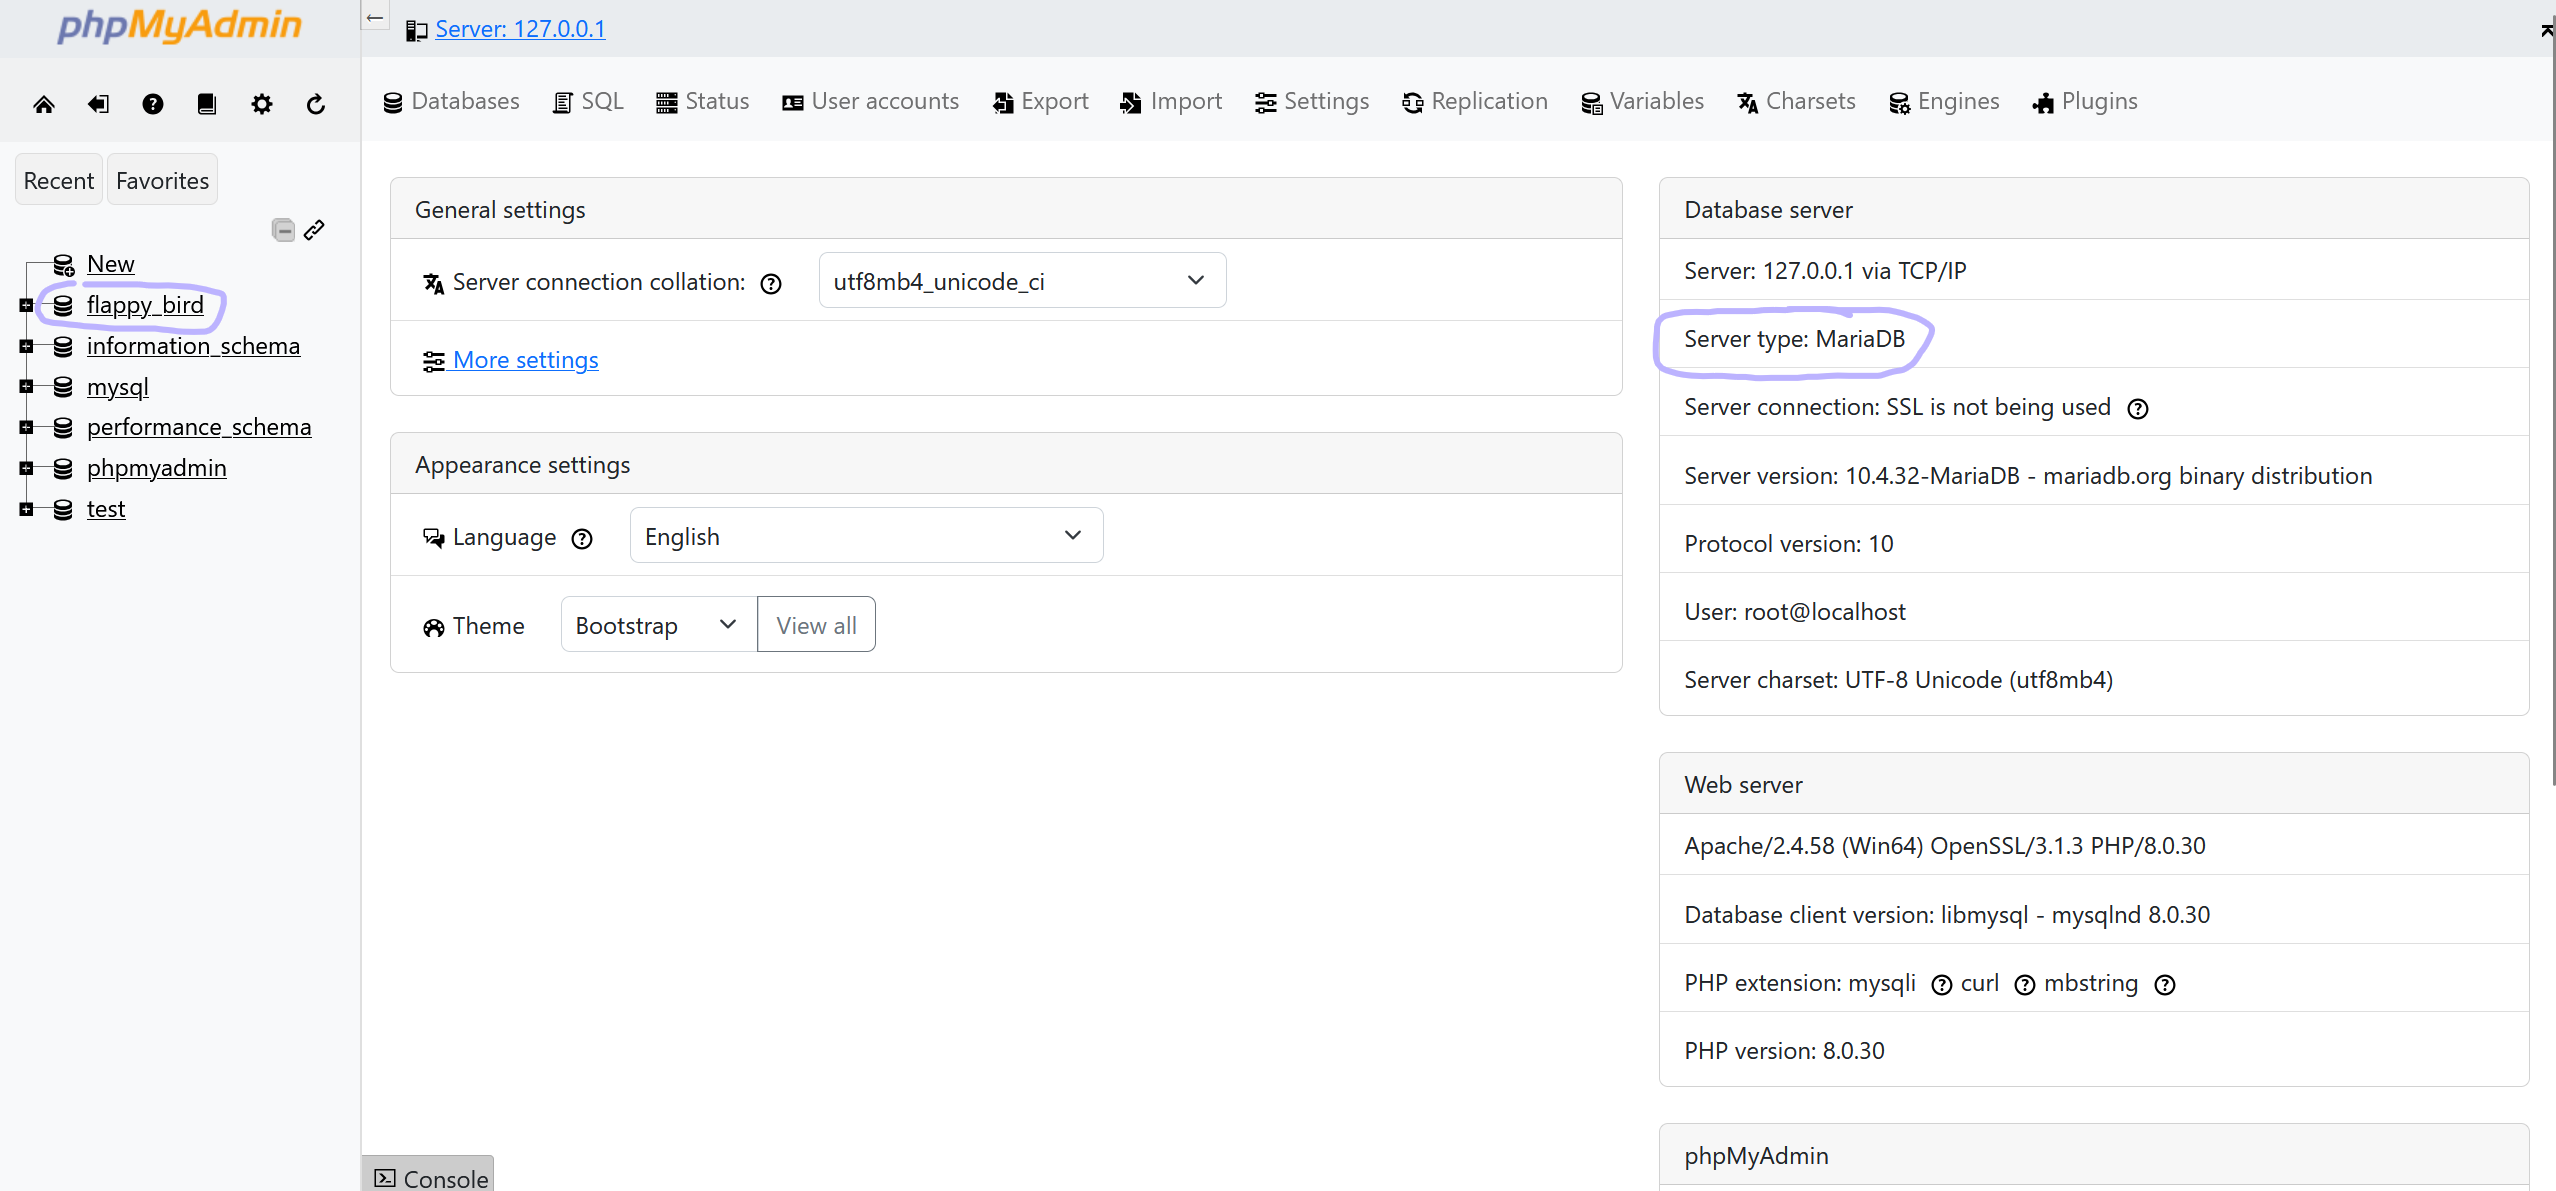 phpMyAdmin
Recent Favorites
New
flappy_bird
information_schema
mysql
performance_schema
phpmyadmin
test
Server: 127.0.0.1
Databases SQL Status User accounts Export Import Settings Replication Variables Charsets Engines Plugins
General settings
Server connection collation: utf8mb4_unicode_ci
More settings
Appearance settings
Language English
Theme Bootstrap View all
Database server
Server: 127.0.0.1 via TCP/IP
Server type: MariaDB
Server connection: SSL is not being used
Server version: 10.4.32-MariaDB - mariadb.org binary distribution
Protocol version: 10
User: root@localhost
Server charset: UTF-8 Unicode (utf8mb4)
Web server
Apache/2.4.58 (Win64) OpenSSL/3.1.3 PHP/8.0.30
Database client version: libmysql - mysqlnd 8.0.30
PHP extension: mysqli curl mbstring
PHP version: 8.0.30
phpMyAdmin
Console